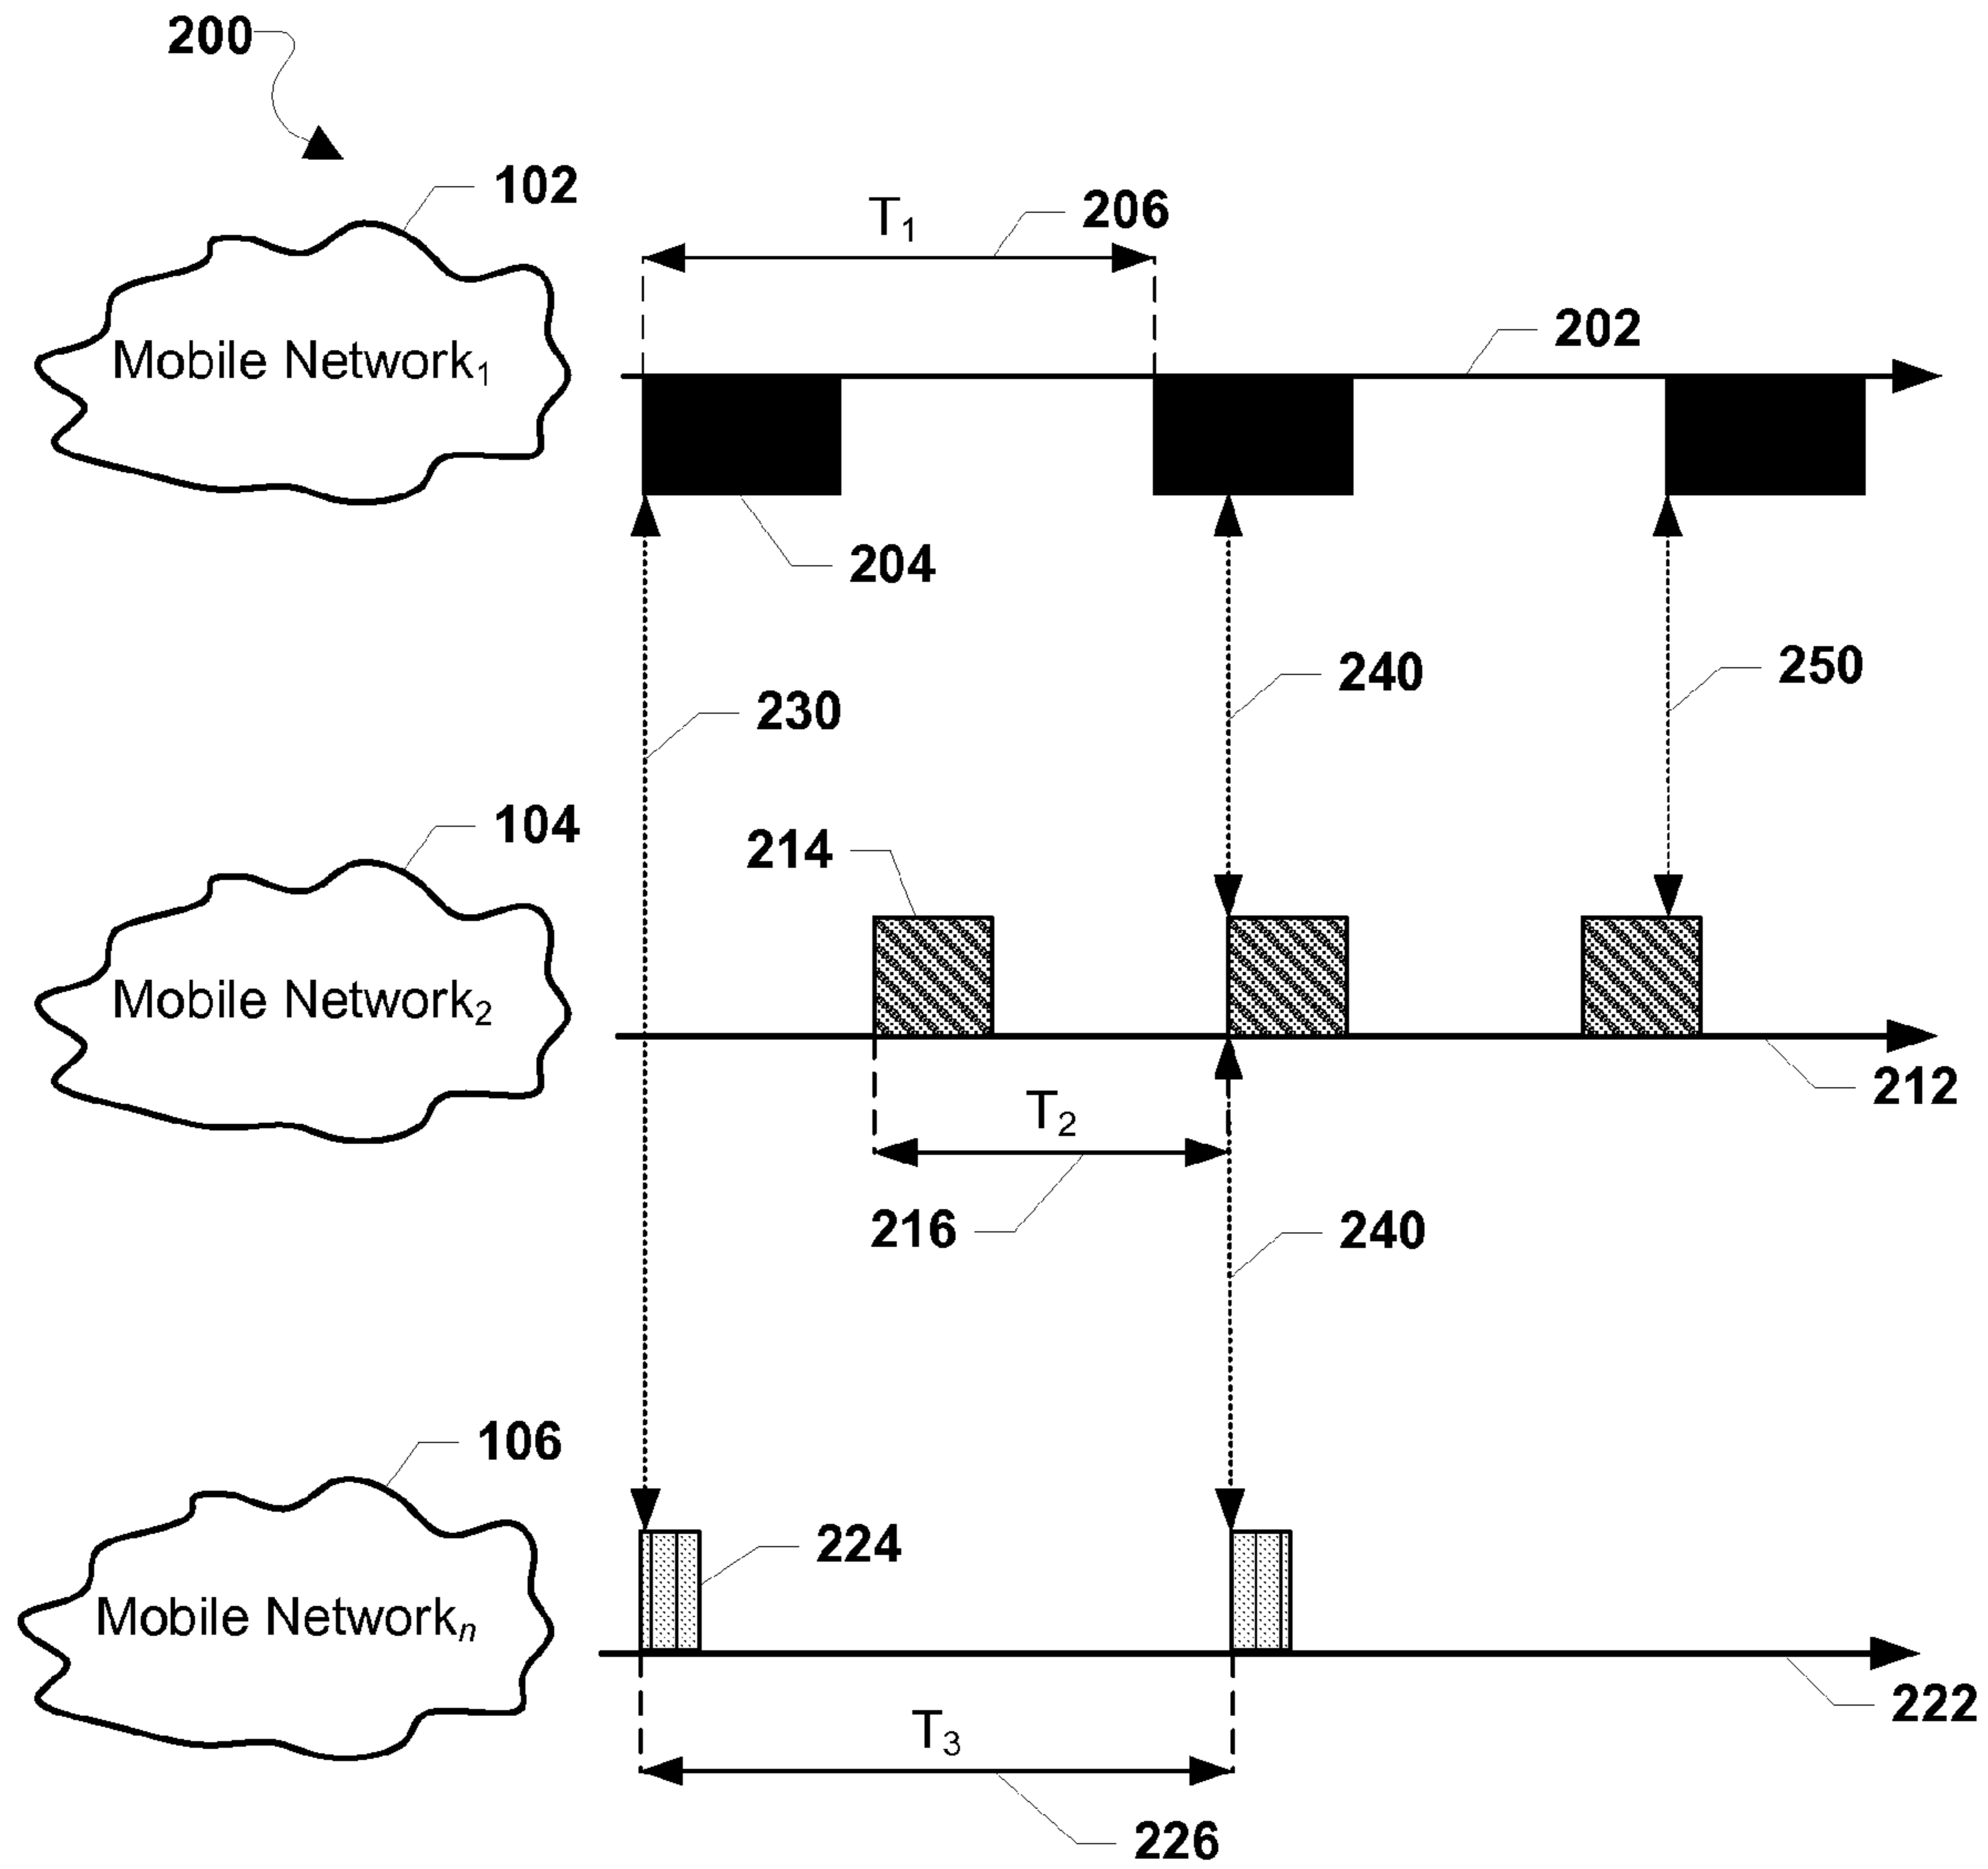 200
102
T1
206
Mobile Network1
202
204
240
250
230
104
214
Mobile Network2
212
T2
216
240
106
224
Mobile Networkn
222
T3
226